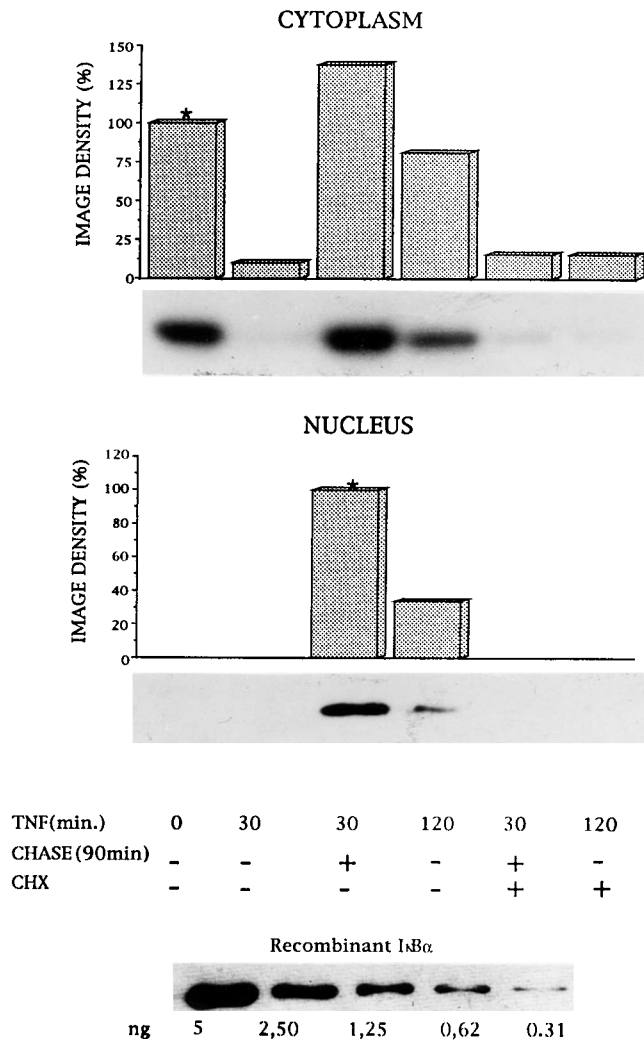 CYTOPLASM
IMAGE DENSITY (%)
150
125
100
75
50
25
0
*
NUCLEUS
IMAGE DENSITY (%)
120
100
80
60
40
20
0
*
TNF(min.) 0 30 30 120 30 120
CHASE (90min) - - + - + -
CHX - - - - + +
Recombinant IκBα
ng 5 2,50 1,25 0,62 0.31